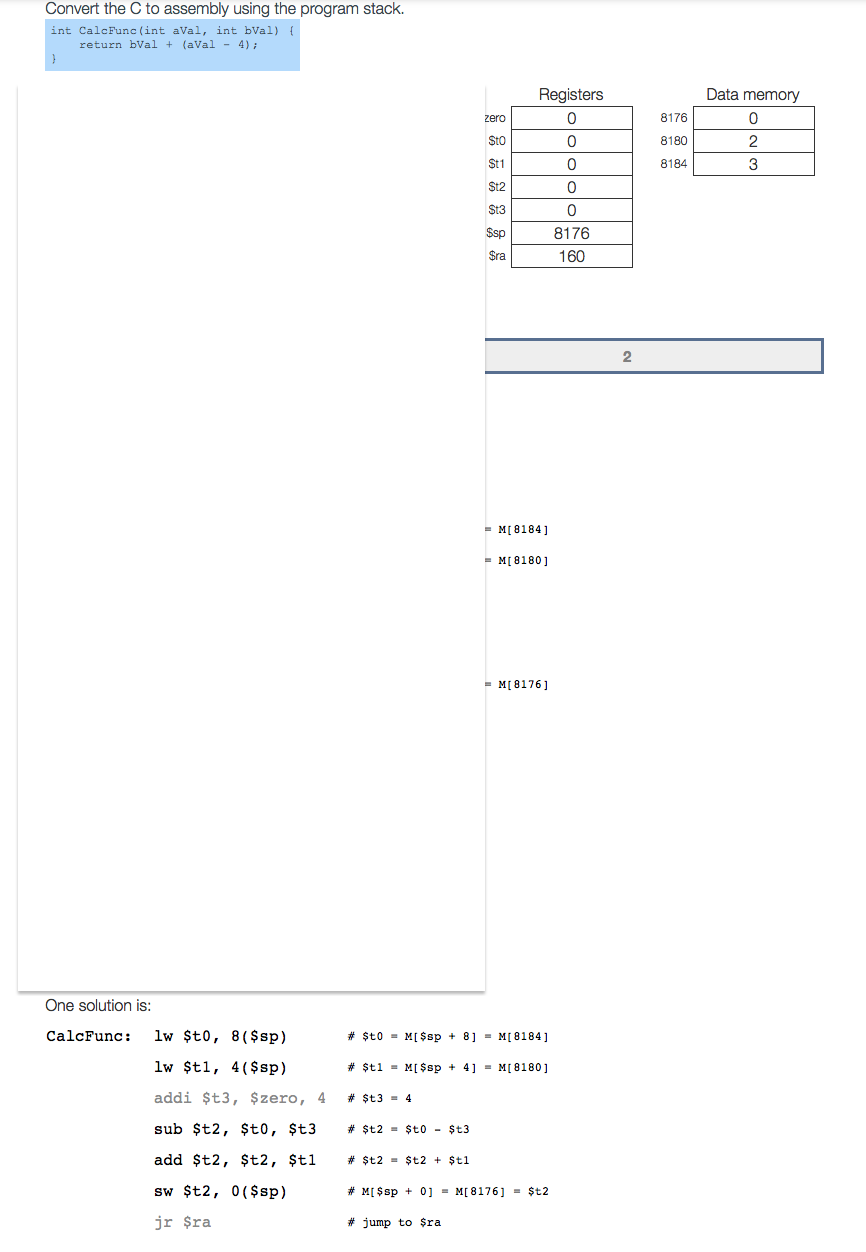 Convert the C to assembly using the program stack.
int CalcFunc(int aVal, int bVal) {
return bVal + (aVal - 4);
}
Registers
Data memory
zero 0
8176 0
$t0 0
8180 2
$t1 0
8184 3
$t2 0
$t3 0
$sp 8176
$ra 160
2
= M[8184]
= M[8180]
= M[8176]
One solution is:
CalcFunc: lw $t0, 8($sp) # $t0 = M[$sp + 8] = M[8184]
lw $t1, 4($sp) # $t1 = M[$sp + 4] = M[8180]
addi $t3, $zero, 4 # $t3 = 4
sub $t2, $t0, $t3 # $t2 = $t0 - $t3
add $t2, $t2, $t1 # $t2 = $t2 + $t1
sw $t2, 0($sp) # M[$sp + 0] = M[8176] = $t2
jr $ra # jump to $ra